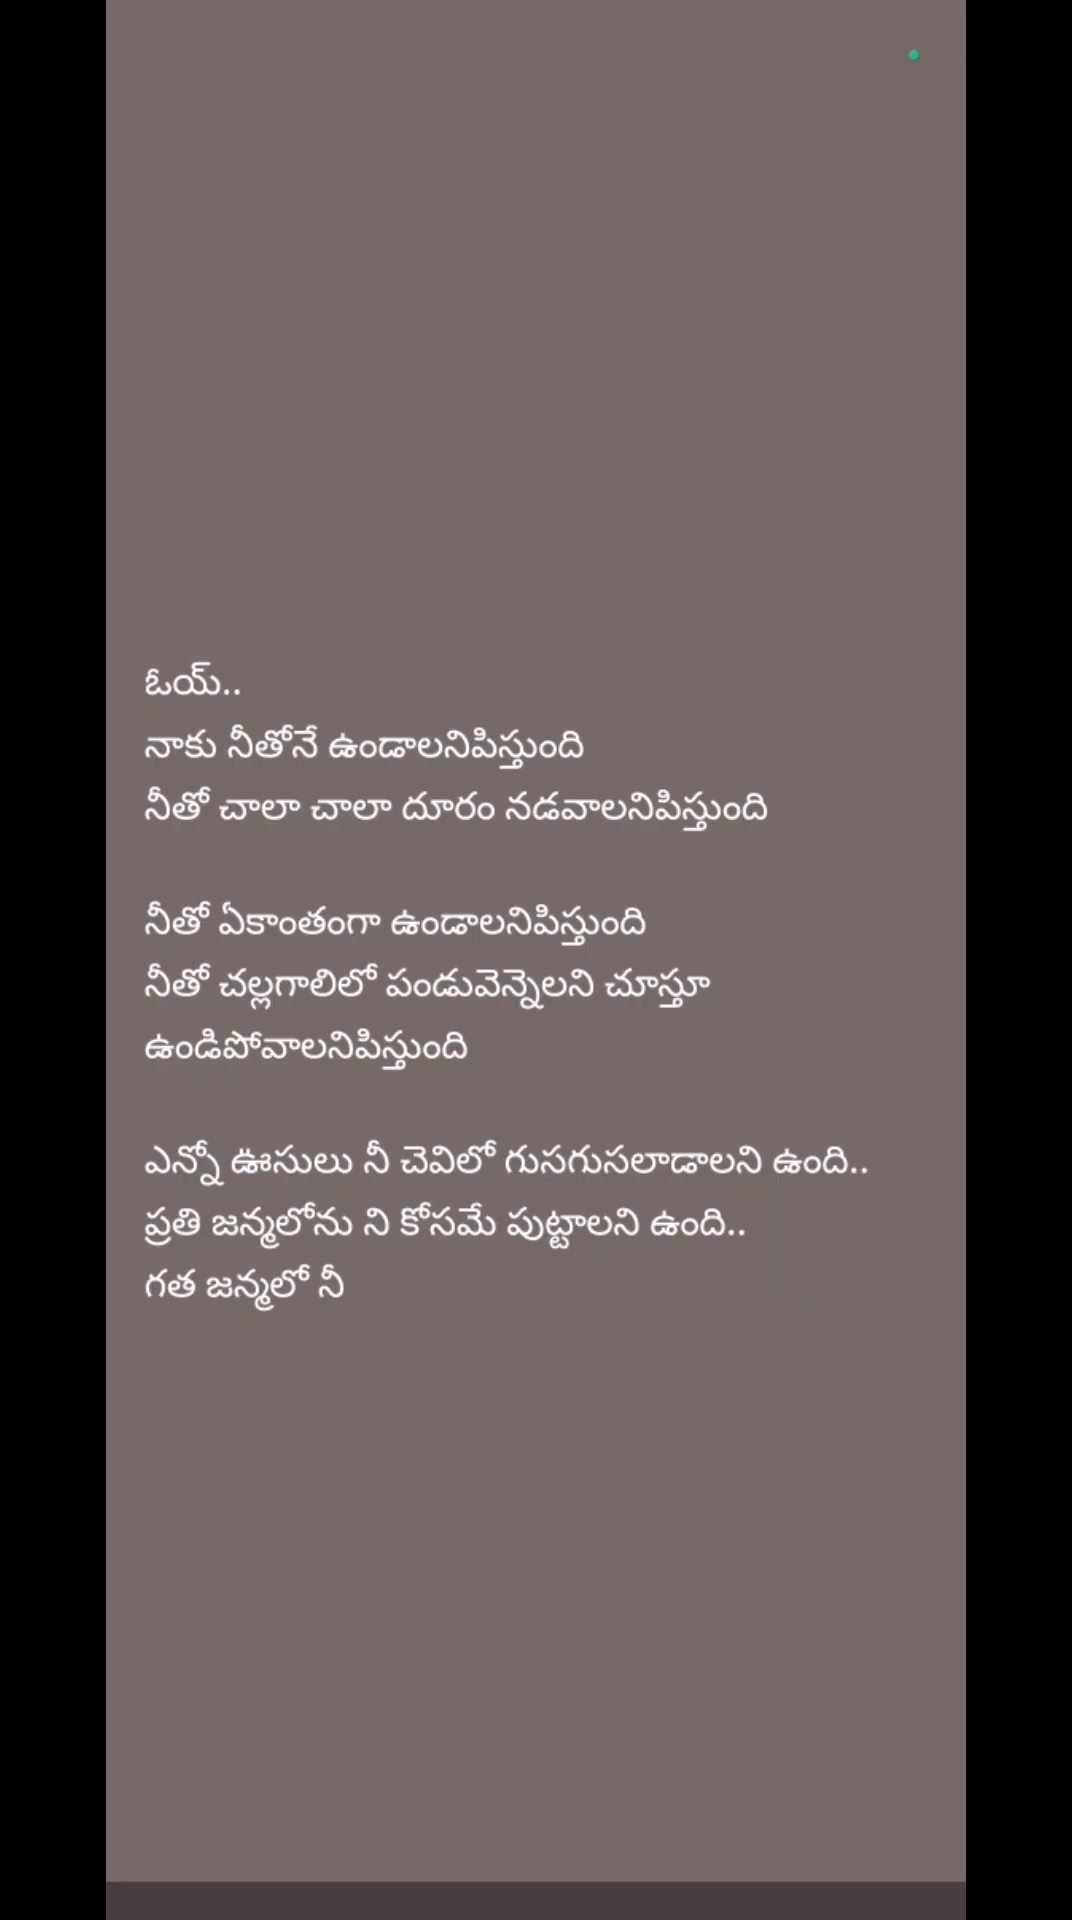 ఓయ్..
నాకు నీతోనే ఉండాలనిపిస్తుంది
నీతో చాలా చాలా దూరం నడవాలనిపిస్తుంది
నీతో ఏకాంతంగా ఉండాలనిపిస్తుంది
నీతో చల్లగాలిలో పండువెన్నెలని చూస్తూ
ఉండిపోవాలనిపిస్తుంది
ఎన్నో ఊసులు నీ చెవిలో గుసగుసలాడాలని ఉంది..
ప్రతి జన్మలోను ని కోసమే పుట్టాలని ఉంది..
గత జన్మలో నీ